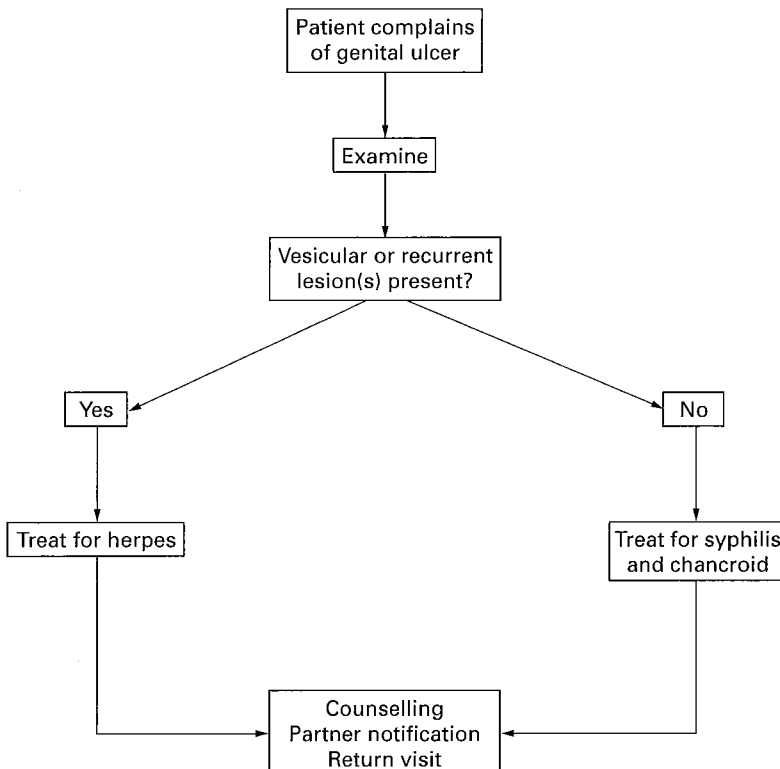 Patient complains
of genital ulcer
Examine
Vesicular or recurrent
lesion(s) present?
Yes
No
Treat for herpes
Treat for syphilis
and chancroid
Counselling
Partner notification
Return visit